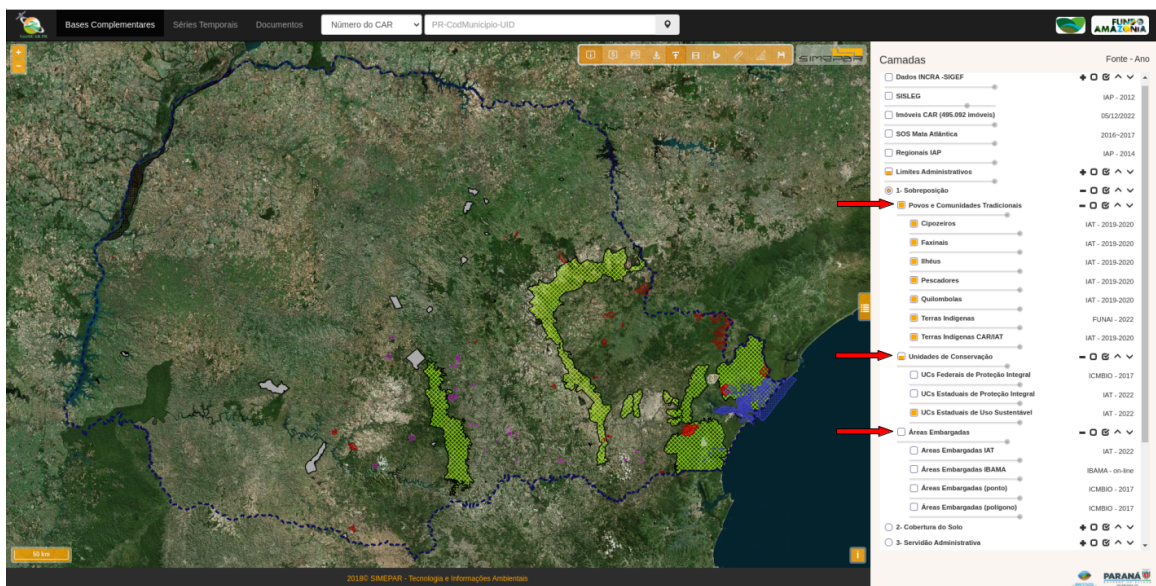 Bases Complementares Séries Temporais Documentos Número do CAR PR-CodMunicipio-UID
FUNDO
AMAZÔNIA
SIMEPAR
Camadas Fonte - Ano
Dados INCRA -SIGEF
SISLEG IAP - 2012
Imóveis CAR (495.092 imóveis) 05/12/2022
SOS Mata Atlântica 2016~2017
Regionais IAP IAP - 2014
Limites Administrativos
1- Sobreposição
Povos e Comunidades Tradicionais
Cipozeiros IAT - 2019-2020
Faxinais IAT - 2019-2020
Ilhéus IAT - 2019-2020
Pescadores IAT - 2019-2020
Quilombolas IAT - 2019-2020
Terras Indígenas FUNAI - 2022
Terras Indígenas CAR/IAT IAT - 2019-2020
Unidades de Conservação
UCs Federais de Proteção Integral ICMBIO - 2017
UCs Estaduais de Proteção Integral IAT - 2022
UCs Estaduais de Uso Sustentável IAT - 2022
Áreas Embargadas
Areas Embargadas IAT IAT - 2022
Áreas Embargadas IBAMA IBAMA - on-line
Áreas Embargadas (ponto) ICMBIO - 2017
Áreas Embargadas (polígono) ICMBIO - 2017
2- Cobertura do Solo
3- Servidão Administrativa
50 km
2018© SIMEPAR - Tecnologia e Informações Ambientais
PARANÁ